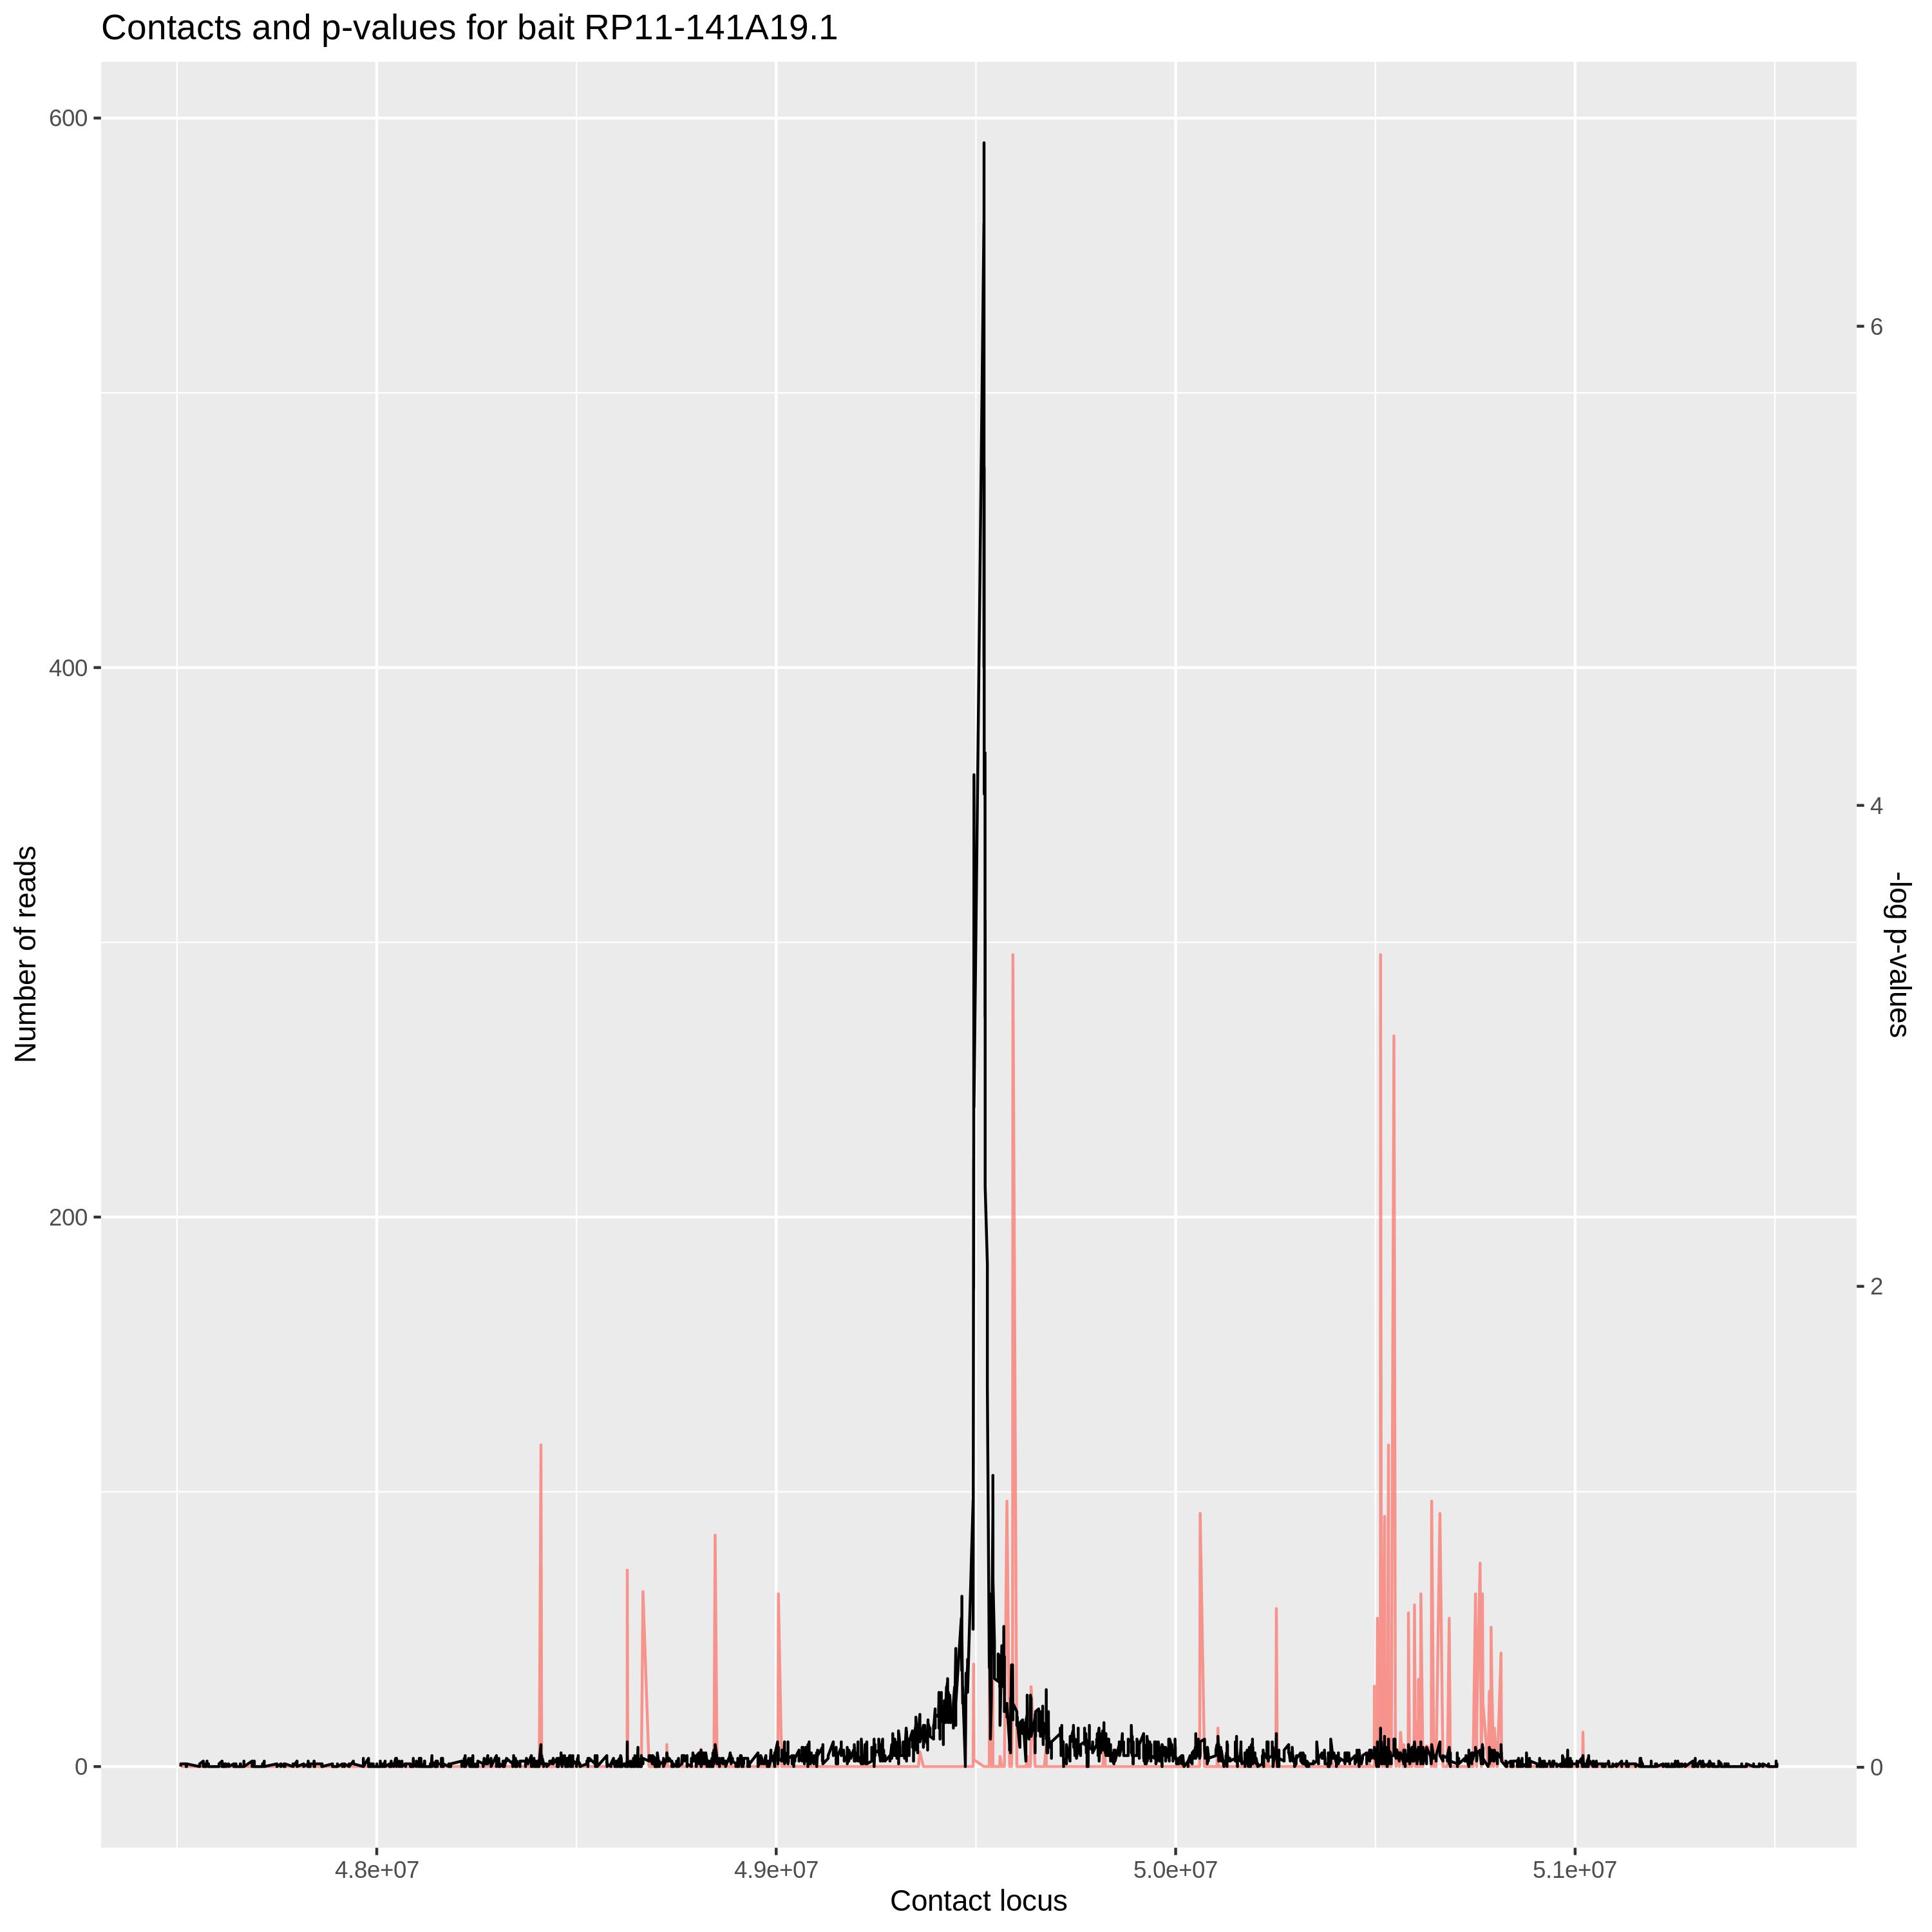 Contacts and p-values for bait RP11-141A19.1
600
400
200
0
Number of reads
6
4
2
0
-log p-values
4.8e+07
4.9e+07
5.0e+07
5.1e+07
Contact locus